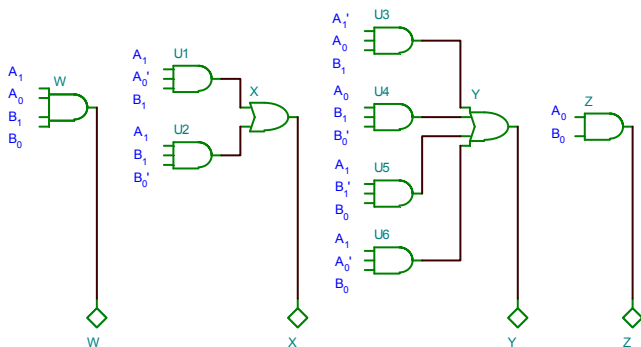 W
A₁
A₀
B₁
B₀
W
U1
A₁
A₀'
B₁
U2
A₁
B₁
B₀'
X
X
U3
A₁'
A₀
B₁
U4
A₀
B₁
B₀'
U5
A₁
B₁'
B₀
U6
A₁
A₀'
B₀
Y
Y
Z
A₀
B₀
Z